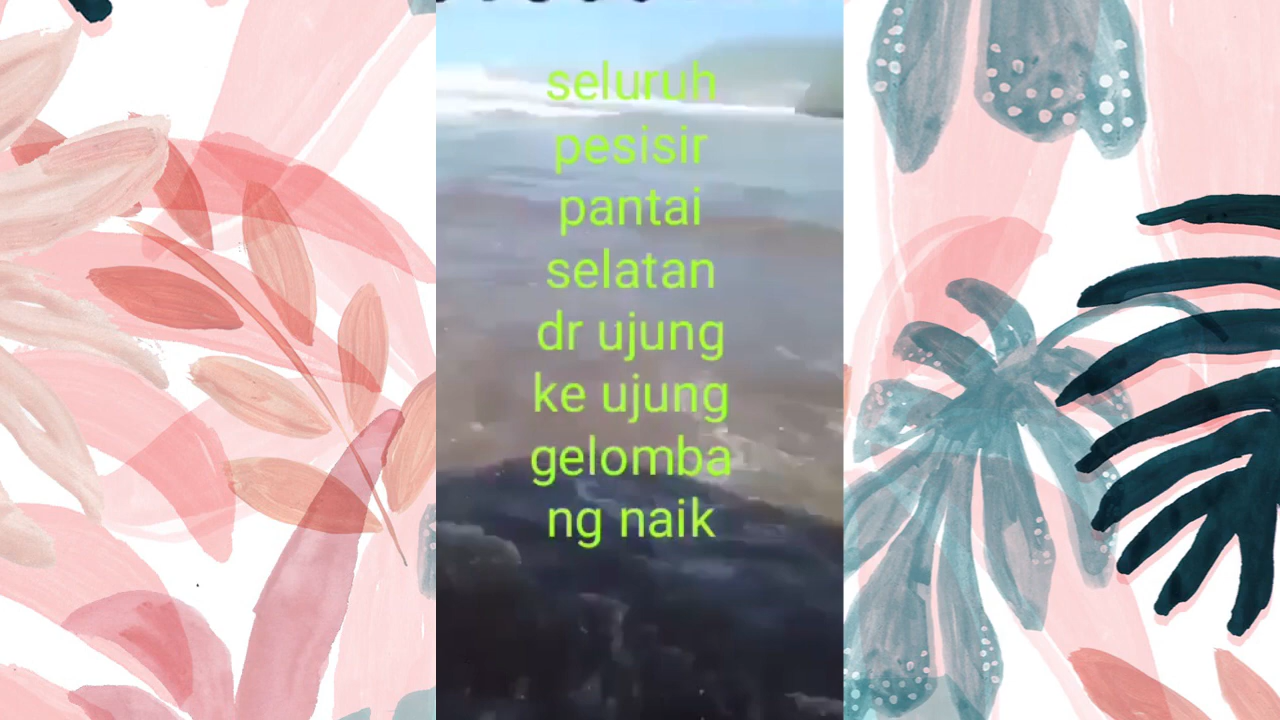 seluruh
pesisir
pantai
selatan
dr ujung
ke ujung
gelomba
ng naik